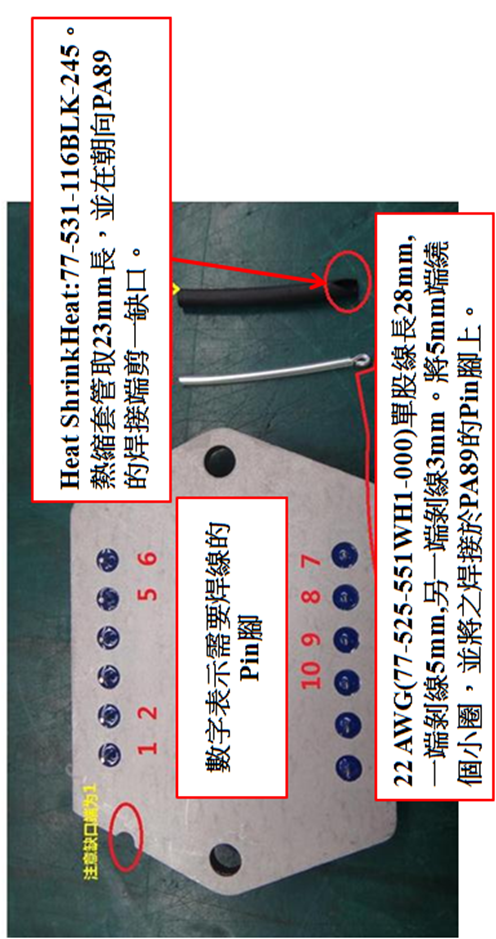 Heat ShrinkHeat:77-531-116BLK-245。
熱縮套管取23mm長，並在朝向PA89
的焊接端剪一缺口。
注意缺口端为1
1 2 5 6
數字表示需要焊線的
Pin腳
10 9 8 7
22 AWG(77-525-551WH1-000)單股線長28mm,
一端剝線5mm,另一端剝線3mm。將5mm端繞
個小圈，並將之焊接於PA89的Pin腳上。